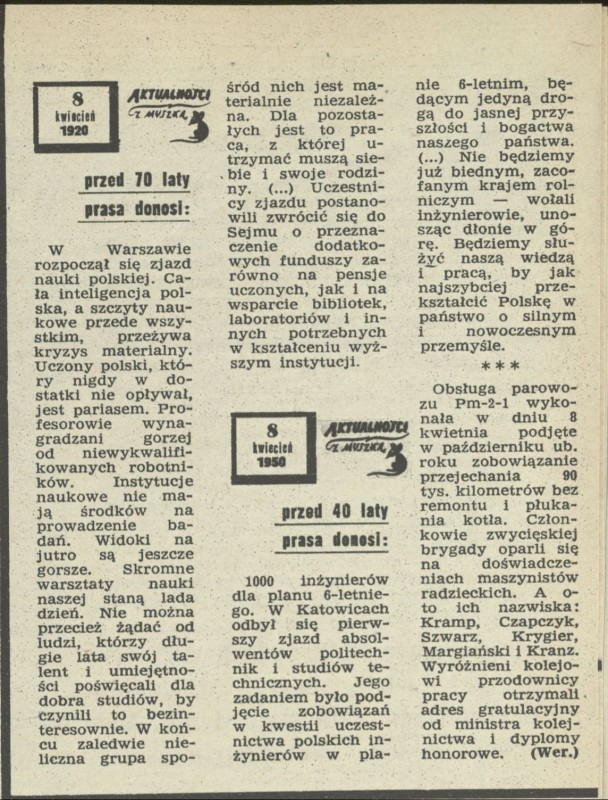 8
kwiecień
1920
AKTUALNOŚCI
Z MYSZKĄ
przed 70 laty
prasa donosi:
W Warszawie
rozpoczął się zjazd
nauki polskiej. Ca-
ła inteligencja pol-
ska, a szczyty nau-
kowe przede wszy-
stkim, przeżywa
kryzys materialny.
Uczony polski, któ-
ry nigdy w do-
statki nie opływał,
jest pariasem. Pro-
fesorowie wyna-
gradzani gorzej
od niewykwalifi-
kowanych robotni-
ków. Instytucje
naukowe nie ma-
ją środków na
prowadzenie ba-
dań. Widoki na
jutro są jeszcze
gorsze. Skromne
warsztaty nauki
naszej staną lada
dzień. Nie można
przecież żądać od
ludzi, którzy dłu-
gie lata swój ta-
lent i umiejętno-
ści poświęcali dla
dobra studiów, by
czynili to bezin-
teresownie. W koń-
cu zaledwie nie-
liczna grupa spo-
śród nich jest ma-
terialnie niezależ-
na. Dla pozosta-
łych jest to pra-
ca, z której u-
trzymać muszą sie-
bie i swoje rodzi-
ny. (...) Uczestni-
cy zjazdu postano-
wili zwrócić się do
Sejmu o przezna-
czenie dodatko-
wych funduszy za-
równo na pensje
uczonych, jak i na
wsparcie bibliotek,
laboratoriów i in-
nych potrzebnych
w kształceniu wyż-
szym instytucji.
8
kwiecień
1950
AKTUALNOŚCI
Z MYSZKĄ
przed 40 laty
prasa donosi:
1000 inżynierów
dla planu 6-letnie-
go. W Katowicach
odbył się pierw-
szy zjazd absol-
wentów politech-
nik i studiów te-
chnicznych. Jego
zadaniem było pod-
jęcie zobowiązań
w kwestii uczest-
nictwa polskich in-
żynierów w pla-
nie 6-letnim, bę-
dącym jedyną dro-
gą do jasnej przy-
szłości i bogactwa
naszego państwa.
(...) Nie będziemy
już biednym, zaco-
fanym krajem rol-
niczym — wołali
inżynierowie, uno-
sząc dłonie w gó-
rę. Będziemy słu-
żyć naszą wiedzą
i pracą, by jak
najszybciej prze-
kształcić Polskę w
państwo o silnym
i nowoczesnym
przemyśle.
***
Obsługa parowo-
zu Pm-2-1 wyko-
nała w dniu 8
kwietnia podjęte
w październiku ub.
roku zobowiązanie
przejechania 90
tys. kilometrów bez
remontu i płuka-
nia kotła. Człon-
kowie zwycięskiej
brygady oparli się
na doświadcze-
niach maszynistów
radzieckich. A o-
to ich nazwiska:
Kramp, Czapczyk,
Szwarz, Krygier,
Margiański i Kranz.
Wyróżnieni kolejo-
wi przodownicy
pracy otrzymali
adres gratulacyjny
od ministra kolej-
nictwa i dyplomy
honorowe. (Wer.)